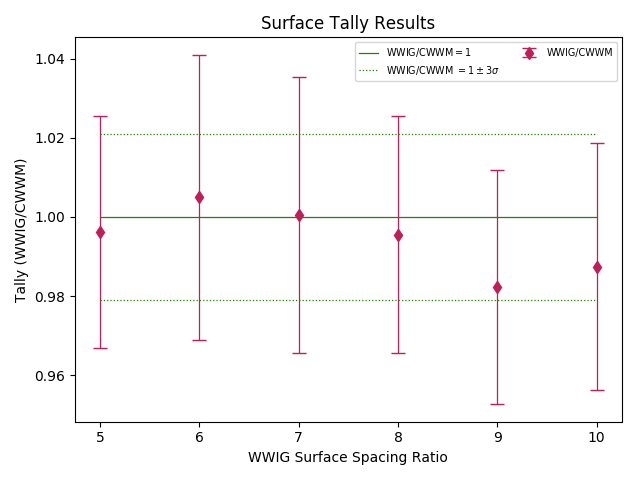 Surface Tally Results
WWIG/CWWM = 1
WWIG/CWWM = 1 ± 3σ
WWIG/CWWM
Tally (WWIG/CWWM)
1.04
1.02
1.00
0.98
0.96
5 6 7 8 9 10
WWIG Surface Spacing Ratio